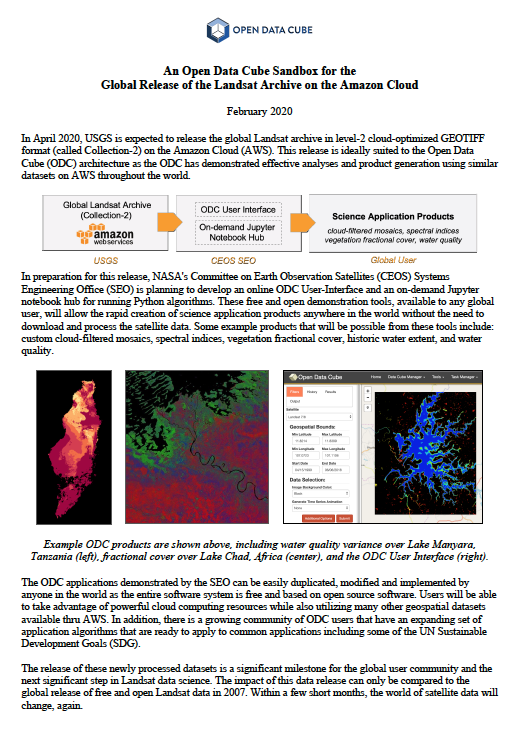 OPEN DATA CUBE
An Open Data Cube Sandbox for the
Global Release of the Landsat Archive on the Amazon Cloud
February 2020
In April 2020, USGS is expected to release the global Landsat archive in level-2 cloud-optimized GEOTIFF
format (called Collection-2) on the Amazon Cloud (AWS). This release is ideally suited to the Open Data
Cube (ODC) architecture as the ODC has demonstrated effective analyses and product generation using similar
datasets on AWS throughout the world.
Global Landsat Archive
(Collection-2)
amazon
webservices
USGS
ODC User Interface
On-demand Jupyter
Notebook Hub
CEOS SEO
Science Application Products
cloud-filtered mosaics, spectral indices
vegetation fractional cover, water quality
Global User
In preparation for this release, NASA's Committee on Earth Observation Satellites (CEOS) Systems
Engineering Office (SEO) is planning to develop an online ODC User-Interface and an on-demand Jupyter
notebook hub for running Python algorithms. These free and open demonstration tools, available to any global
user, will allow the rapid creation of science application products anywhere in the world without the need to
download and process the satellite data. Some example products that will be possible from these tools include:
custom cloud-filtered mosaics, spectral indices, vegetation fractional cover, historic water extent, and water
quality.
Open Data Cube
Home Data Cube Manager Tools Task Manager
History Results
Output
Satellite
Geospatial Bounds:
Min Latitude Max Latitude
Min Longitude Max Longitude
Start Date End Date
Data Selection:
Image Background Color
Black
Generate Time Series Animation
None
Additional Options Submit
Example ODC products are shown above, including water quality variance over Lake Manyara,
Tanzania (left), fractional cover over Lake Chad, Africa (center), and the ODC User Interface (right).
The ODC applications demonstrated by the SEO can be easily duplicated, modified and implemented by
anyone in the world as the entire software system is free and based on open source software. Users will be able
to take advantage of powerful cloud computing resources while also utilizing many other geospatial datasets
available thru AWS. In addition, there is a growing community of ODC users that have an expanding set of
application algorithms that are ready to apply to common applications including some of the UN Sustainable
Development Goals (SDG).
The release of these newly processed datasets is a significant milestone for the global user community and the
next significant step in Landsat data science. The impact of this data release can only be compared to the
global release of free and open Landsat data in 2007. Within a few short months, the world of satellite data will
change, again.